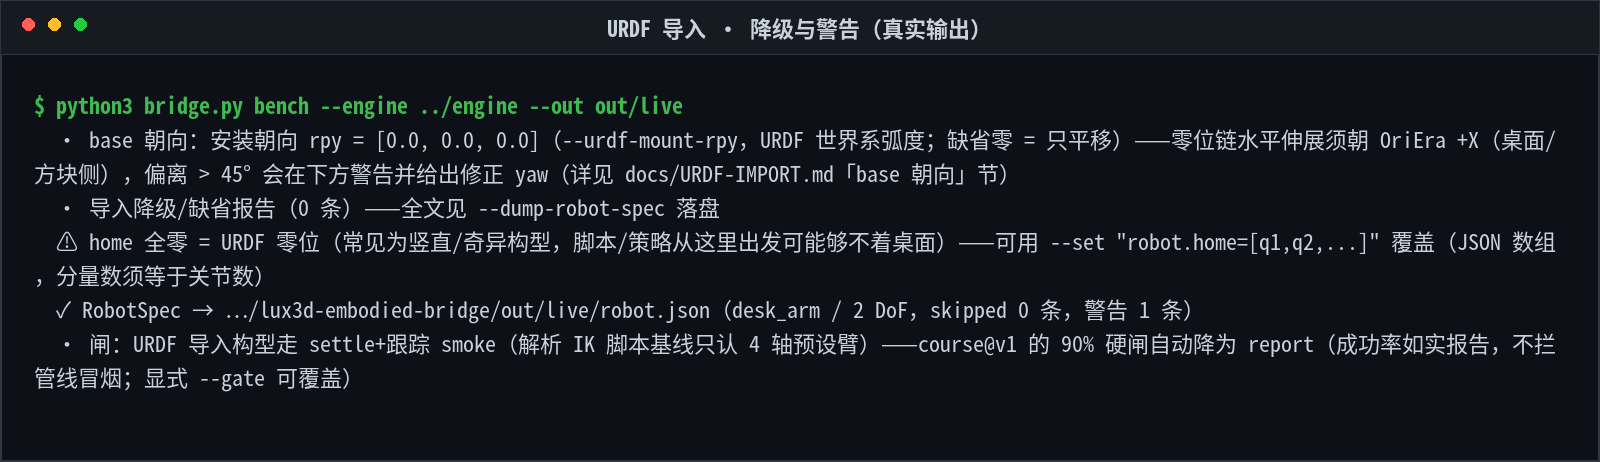 URDF 导入 · 降级与警告（真实输出）
$ python3 bridge.py bench --engine ../engine --out out/live
· base 朝向：安装朝向 rpy = [0.0, 0.0, 0.0]（--urdf-mount-rpy，URDF 世界系弧度；缺省零 = 只平移）——零位链水平伸展须朝 OriEra +X（桌面/
方块侧），偏离 > 45° 会在下方警告并给出修正 yaw（详见 docs/URDF-IMPORT.md「base 朝向」节）
· 导入降级/缺省报告（0 条）——全文见 --dump-robot-spec 落盘
⚠ home 全零 = URDF 零位（常见为竖直/奇异构型，脚本/策略从这里出发可能够不着桌面）——可用 --set "robot.home=[q1,q2,...]" 覆盖（JSON 数组
，分量数须等于关节数）
✓ RobotSpec → .../lux3d-embodied-bridge/out/live/robot.json（desk_arm / 2 DoF，skipped 0 条，警告 1 条）
· 闸：URDF 导入构型走 settle+跟踪 smoke（解析 IK 脚本基线只认 4 轴预设臂）——course@v1 的 90% 硬闸自动降为 report（成功率如实报告，不拦
管线冒烟；显式 --gate 可覆盖）